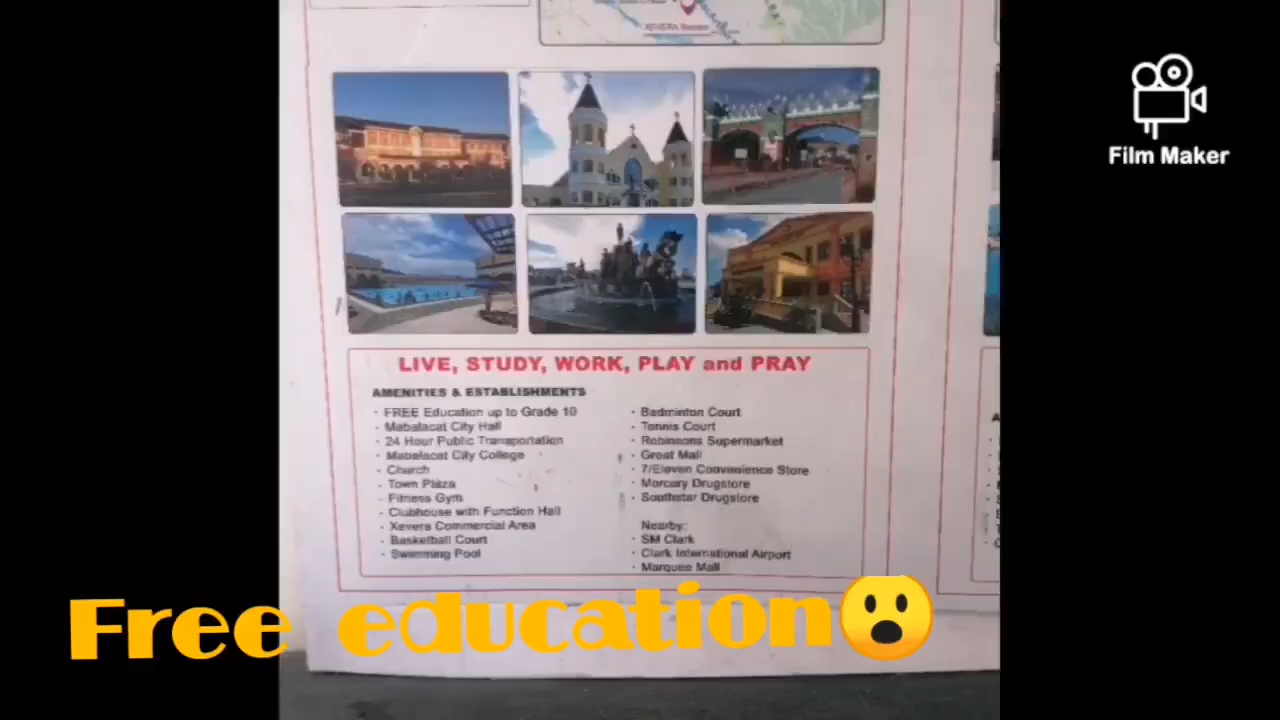 XEVERA
Film Maker
LIVE, STUDY, WORK, PLAY and PRAY
AMENITIES & ESTABLISHMENTS
· FREE Education up to Grade 10
· Mabalacat City Hall
· 24 Hour Public Transportation
· Mabalacat City College
· Church
· Town Plaza
· Fitness Gym
· Clubhouse with Function Hall
· Xevera Commercial Area
· Basketball Court
· Swimming Pool
· Badminton Court
· Tennis Court
· Robinsons Supermarket
· Great Mall
· 7/Eleven Convenience Store
· Mercury Drugstore
· Southstar Drugstore
Nearby:
· SM Clark
· Clark International Airport
· Marquee Mall
Free education😮